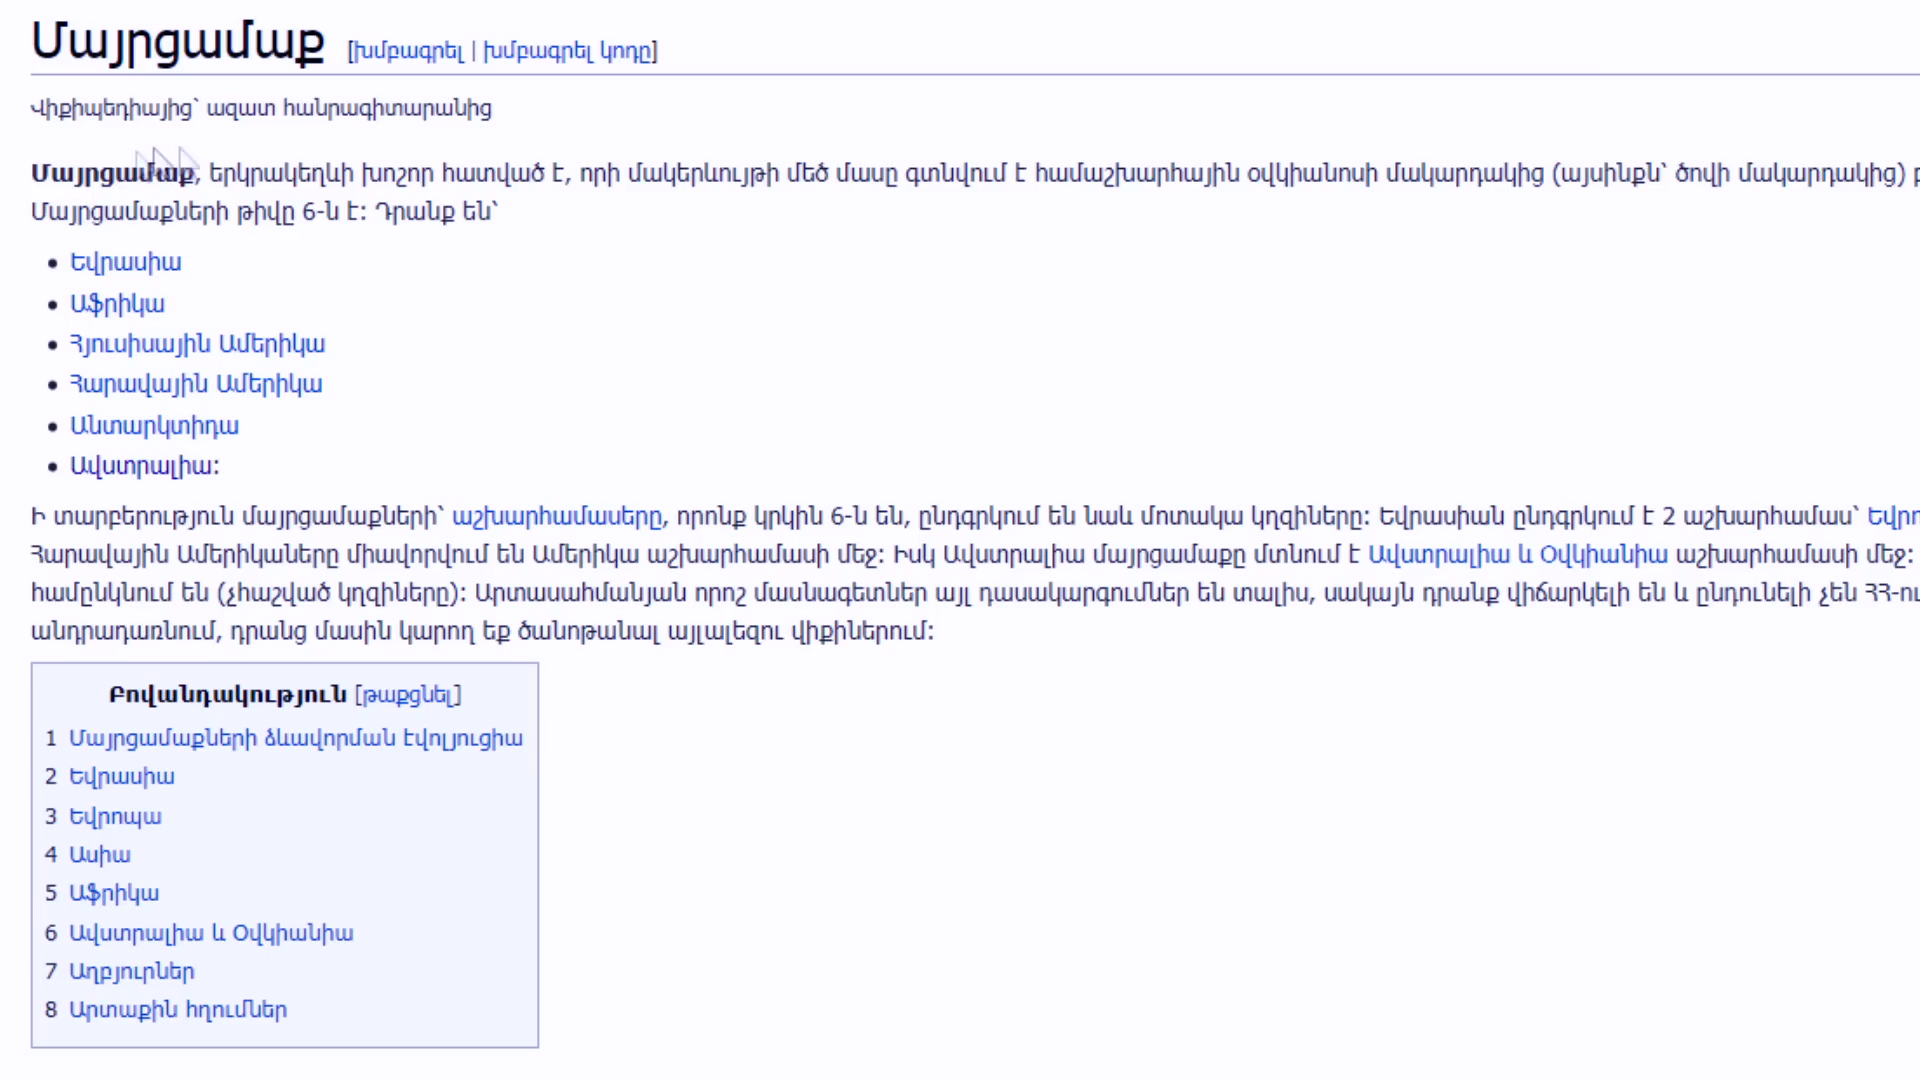 Մայրցամաք [խմբագրել | խմբագրել կոդը]
Վիքիպեդիայից՝ ազատ հանրագիտարանից
Մայրցամաք, երկրակեղևի խոշոր հատված է, որի մակերևույթի մեծ մասը գտնվում է համաշխարհային օվկիանոսի մակարդակից (այսինքն՝ ծովի մակարդակից)
Մայրցամաքների թիվը 6-ն է: Դրանք են՝
• Եվրասիա
• Աֆրիկա
• Հյուսիսային Ամերիկա
• Հարավային Ամերիկա
• Անտարկտիդա
• Ավստրալիա:
Ի տարբերություն մայրցամաքների՝ աշխարհամասերը, որոնք կրկին 6-ն են, ընդգրկում են նաև մոտակա կղզիները: Եվրասիան ընդգրկում է 2 աշխարհամաս՝
Հարավային Ամերիկաները միավորվում են Ամերիկա աշխարհամասի մեջ: Իսկ Ավստրալիա մայրցամաքը մտնում է Ավստրալիա և Օվկիանիա աշխարհամասի մեջ:
համընկնում են (չհաշված կղզիները): Արտասահմանյան որոշ մասնագետներ այլ դասակարգումներ են տալիս, սակայն դրանք վիճարկելի են և ընդունելի չեն
անդրադառնում, դրանց մասին կարող եք ծանոթանալ այլալեզու վիքիներում:
Բովանդակություն [թաքցնել]
1 Մայրցամաքների ձևավորման էվոլյուցիա
2 Եվրասիա
3 Եվրոպա
4 Ասիա
5 Աֆրիկա
6 Ավստրալիա և Օվկիանիա
7 Աղբյուրներ
8 Արտաքին հղումներ